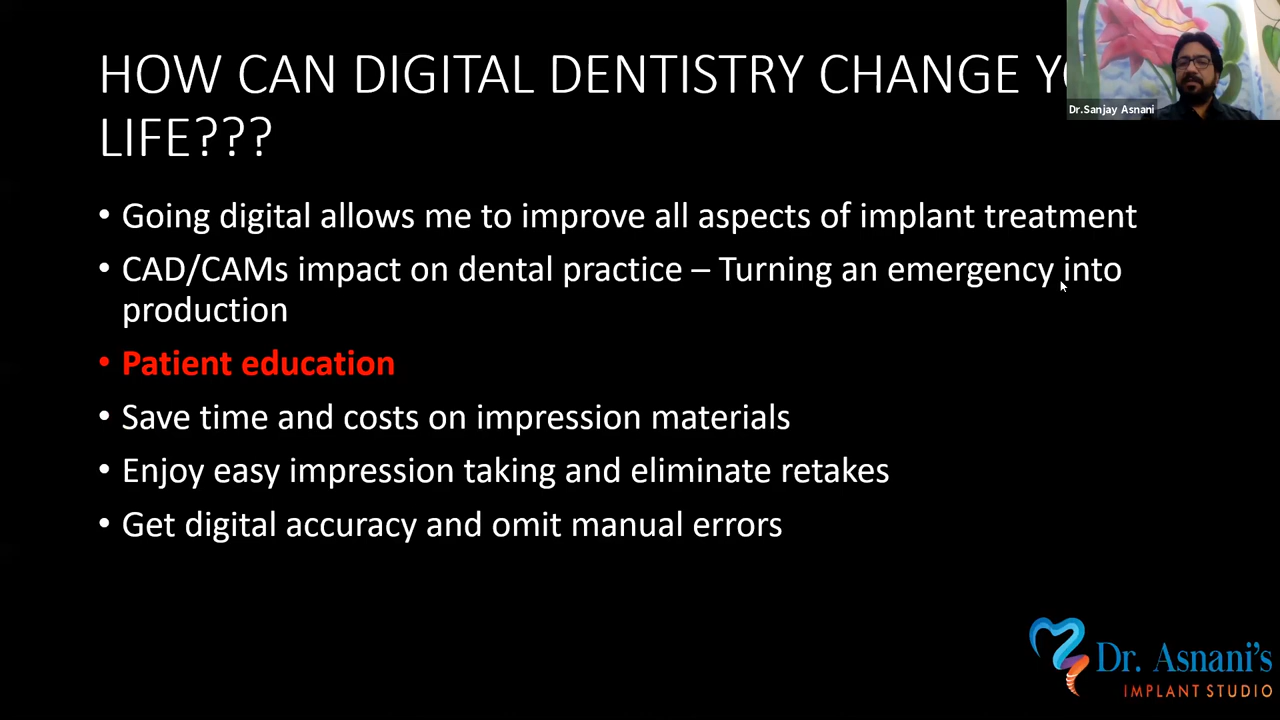 HOW CAN DIGITAL DENTISTRY CHANGE
LIFE???
Dr.Sanjay Asnani
• Going digital allows me to improve all aspects of implant treatment
• CAD/CAMs impact on dental practice – Turning an emergency into
production
• Patient education
• Save time and costs on impression materials
• Enjoy easy impression taking and eliminate retakes
• Get digital accuracy and omit manual errors
Dr. Asnani's
IMPLANT STUDIO